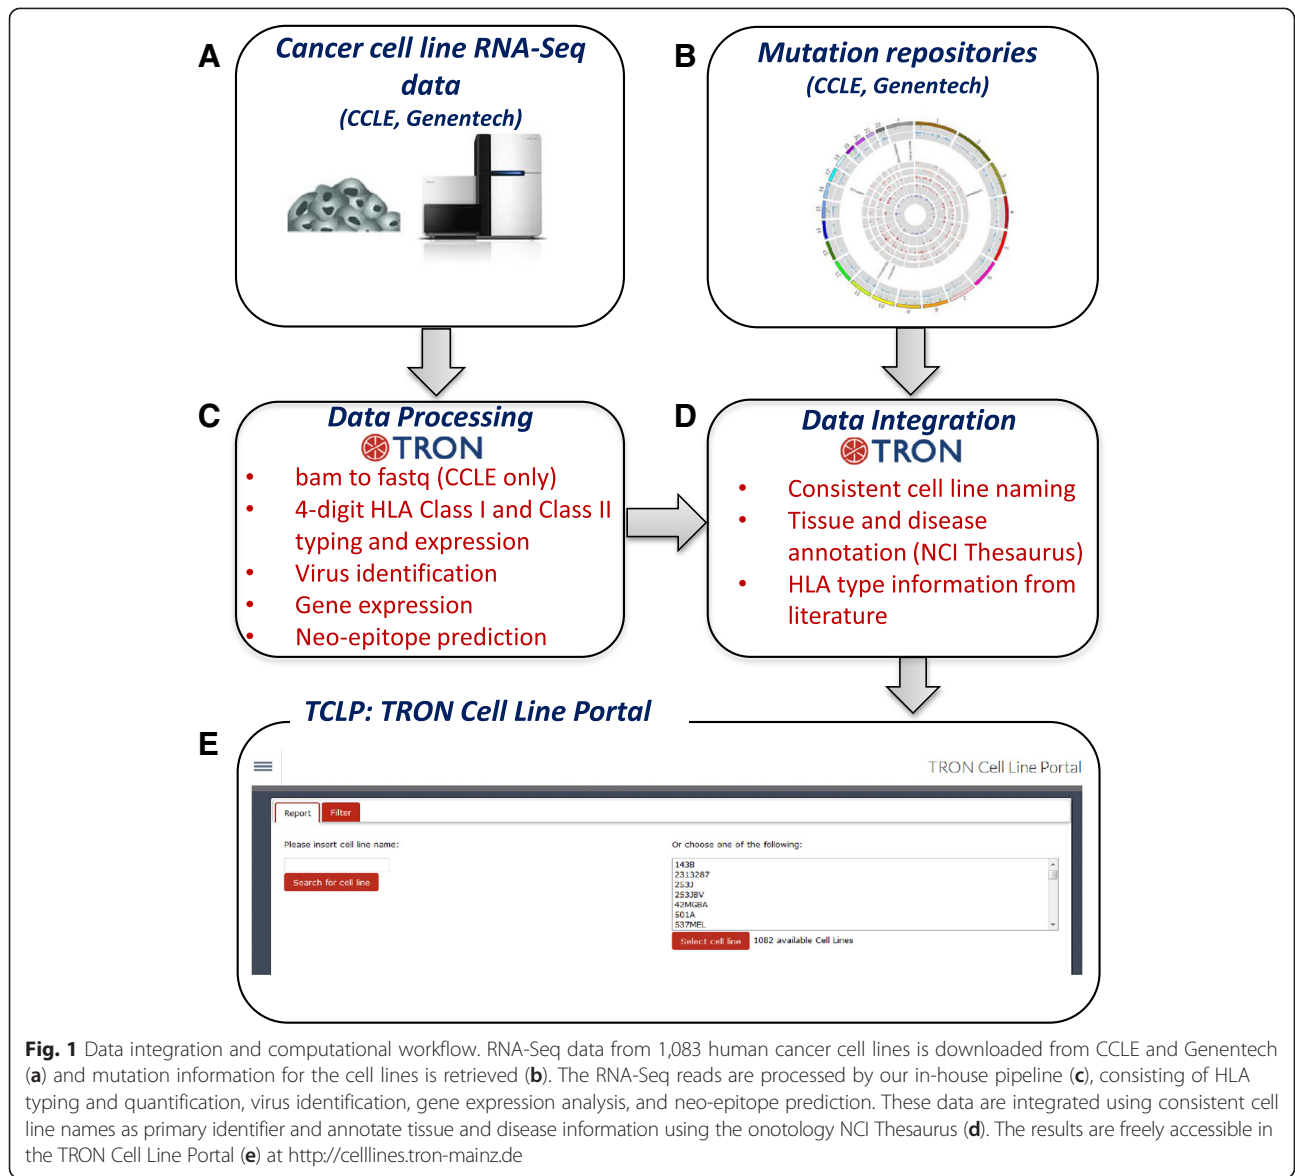 A
Cancer cell line RNA-Seq
data
(CCLE, Genentech)
B
Mutation repositories
(CCLE, Genentech)
C
Data Processing
TRON
• bam to fastq (CCLE only)
• 4-digit HLA Class I and Class II
typing and expression
• Virus identification
• Gene expression
• Neo-epitope prediction
D
Data Integration
TRON
• Consistent cell line naming
• Tissue and disease
annotation (NCI Thesaurus)
• HLA type information from
literature
TCLP: TRON Cell Line Portal
E
TRON Cell Line Portal
Report Filter
Please insert cell line name:
Search for cell line
Or choose one of the following:
143B
2313287
253J
253JBV
42MGBA
501A
537MEL
Select cell line 1082 available Cell Lines
Fig. 1 Data integration and computational workflow. RNA-Seq data from 1,083 human cancer cell lines is downloaded from CCLE and Genentech
(a) and mutation information for the cell lines is retrieved (b). The RNA-Seq reads are processed by our in-house pipeline (c), consisting of HLA
typing and quantification, virus identification, gene expression analysis, and neo-epitope prediction. These data are integrated using consistent cell
line names as primary identifier and annotate tissue and disease information using the onotology NCI Thesaurus (d). The results are freely accessible in
the TRON Cell Line Portal (e) at http://celllines.tron-mainz.de